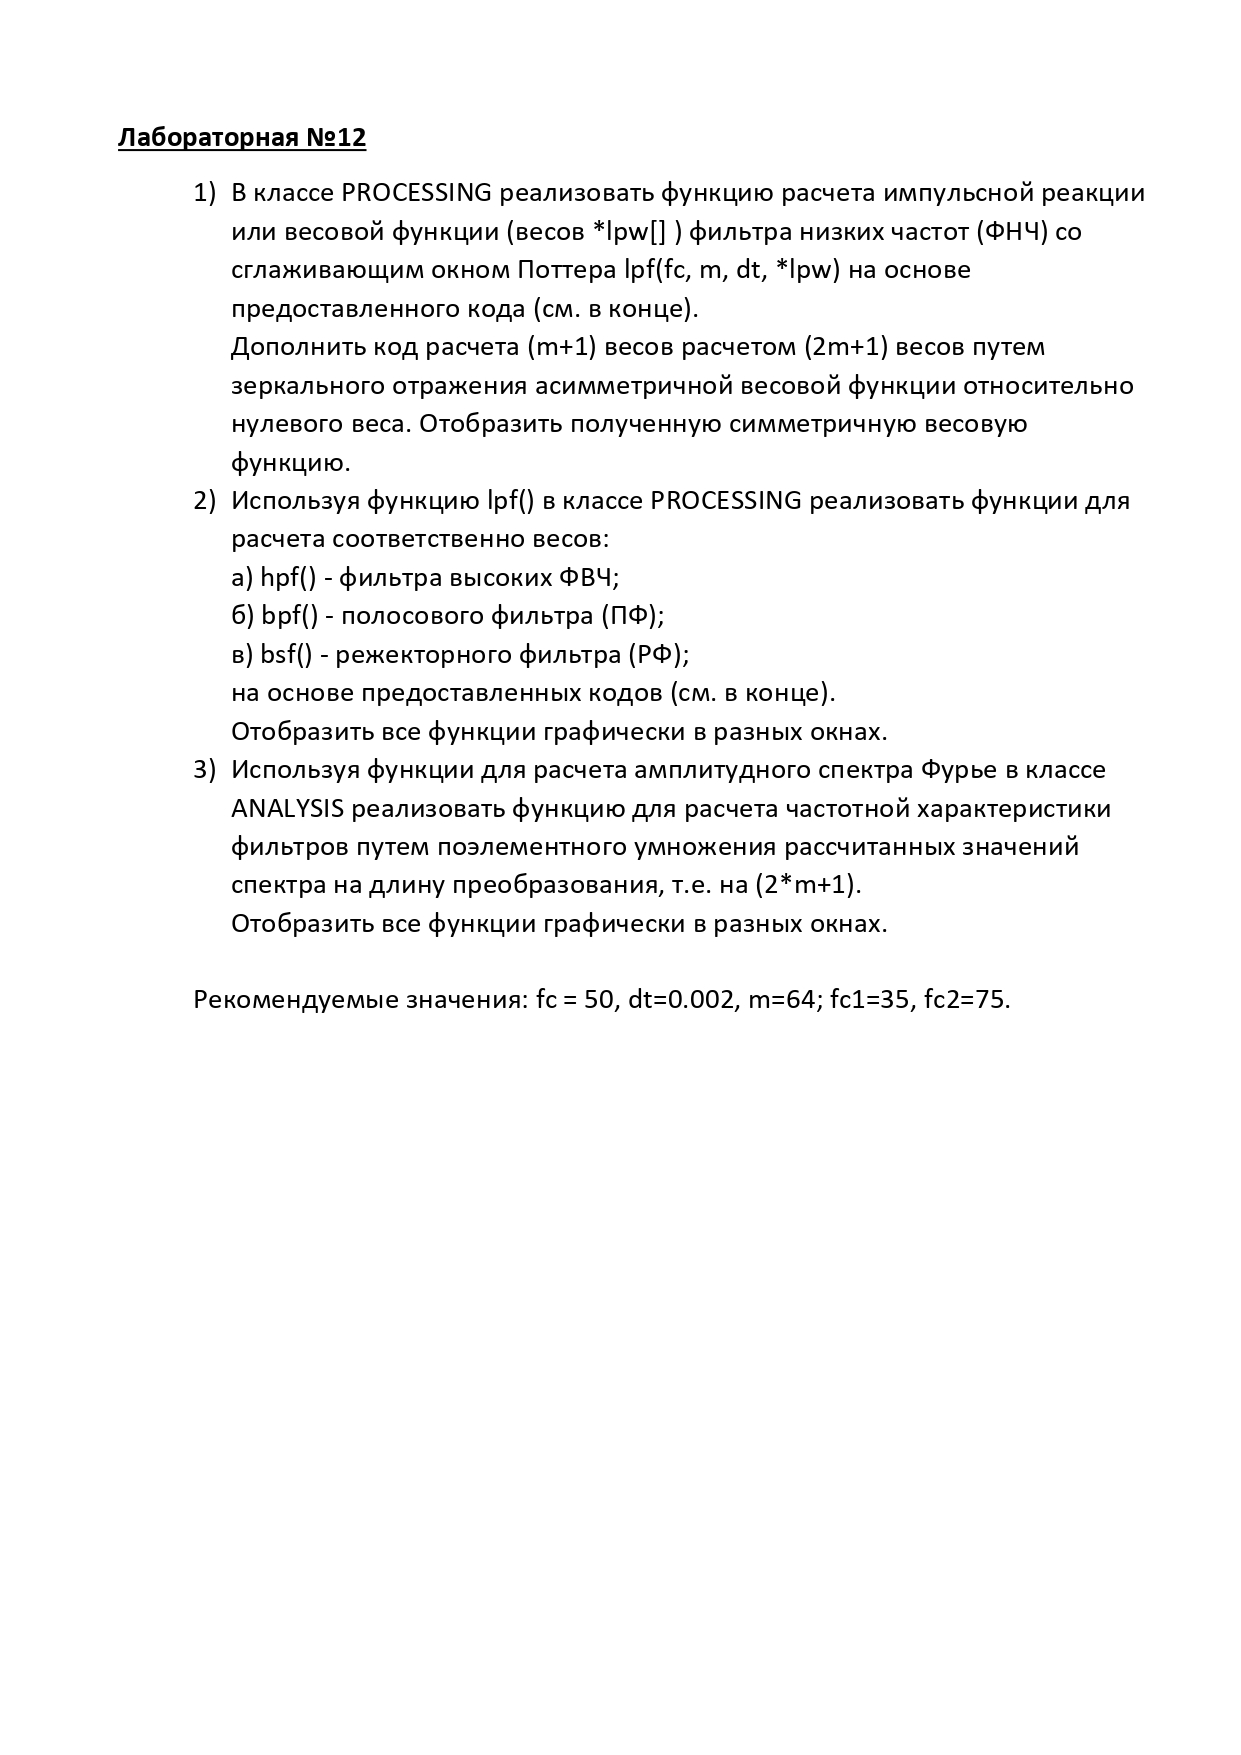 Лабораторная №12
1) В классе PROCESSING реализовать функцию расчета импульсной реакции
или весовой функции (весов *lpw[] ) фильтра низких частот (ФНЧ) со
сглаживающим окном Поттера lpf(fc, m, dt, *lpw) на основе
предоставленного кода (см. в конце).
Дополнить код расчета (m+1) весов расчетом (2m+1) весов путем
зеркального отражения асимметричной весовой функции относительно
нулевого веса. Отобразить полученную симметричную весовую
функцию.
2) Используя функцию lpf() в классе PROCESSING реализовать функции для
расчета соответственно весов:
а) hpf() - фильтра высоких ФВЧ;
б) bpf() - полосового фильтра (ПФ);
в) bsf() - режекторного фильтра (РФ);
на основе предоставленных кодов (см. в конце).
Отобразить все функции графически в разных окнах.
3) Используя функции для расчета амплитудного спектра Фурье в классе
ANALYSIS реализовать функцию для расчета частотной характеристики
фильтров путем поэлементного умножения рассчитанных значений
спектра на длину преобразования, т.е. на (2*m+1).
Отобразить все функции графически в разных окнах.
Рекомендуемые значения: fc = 50, dt=0.002, m=64; fc1=35, fc2=75.